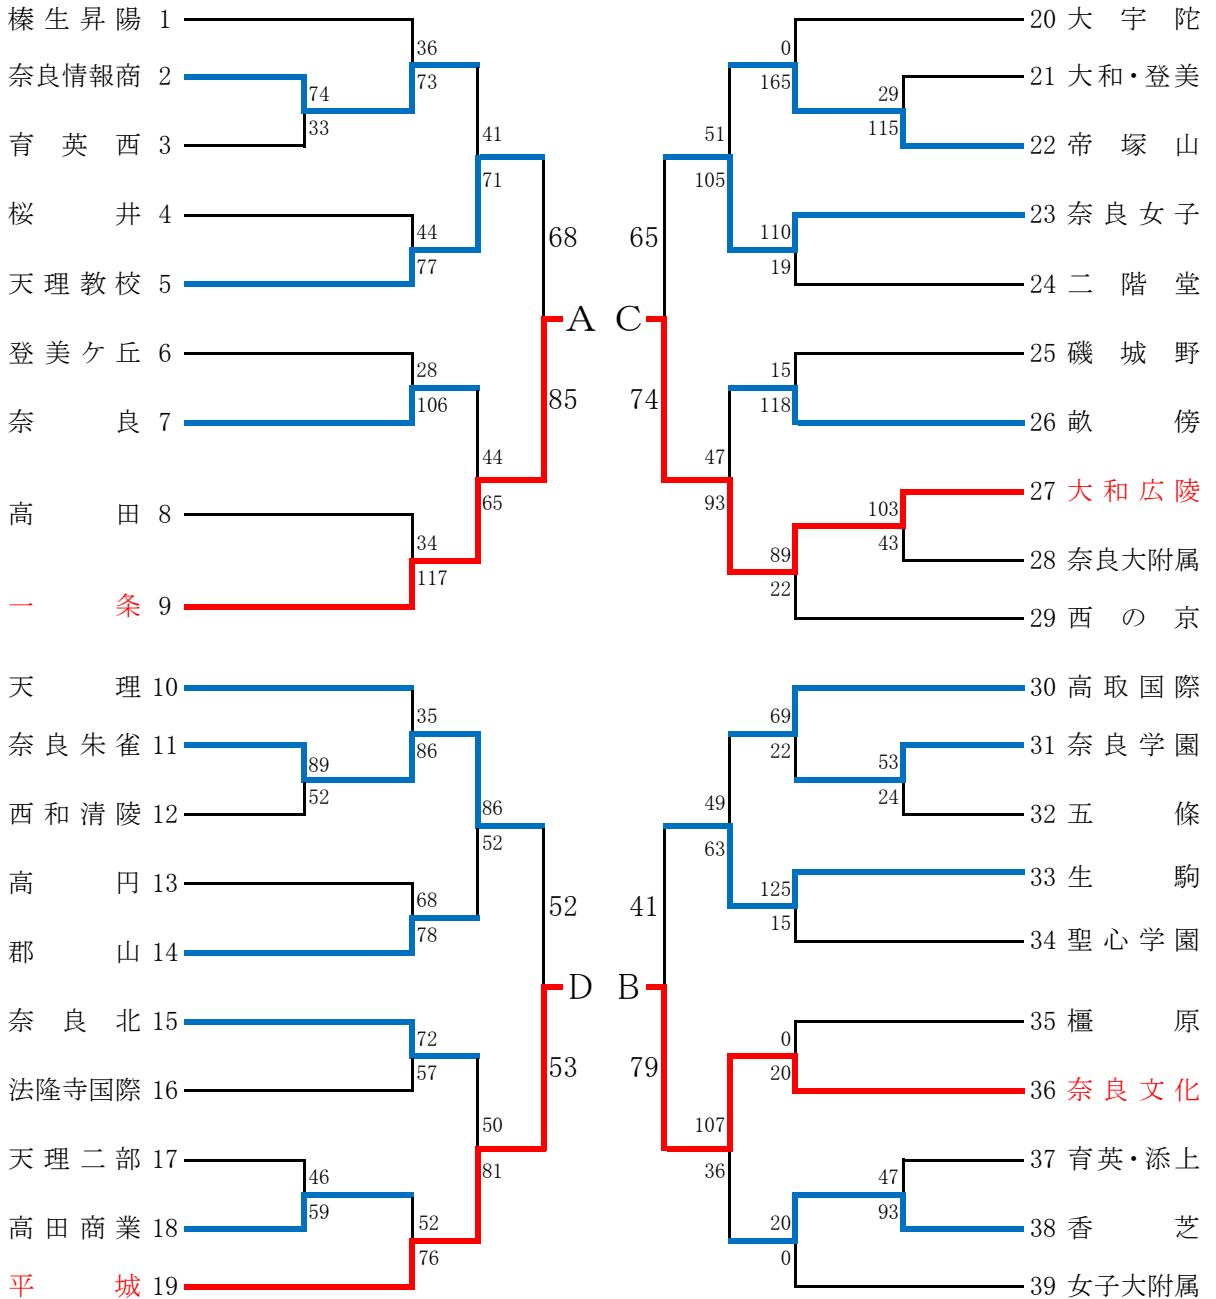 榛生昇陽 1
奈良情報商 2
育英西 3
桜井 4
天理教校 5
登美ケ丘 6
奈良 7
高田 8
一条 9
36
73
74
33
41
71
44
77
68
28
106
85
44
65
34
117
A
天理 10
奈良朱雀 11
西和清陵 12
高円 13
郡山 14
奈良北 15
法隆寺国際 16
天理二部 17
高田商業 18
平城 19
35
86
89
52
86
52
68
78
52
72
57
53
50
81
46
59
52
76
D
20 大宇陀
21 大和・登美
22 帝塚山
23 奈良女子
24 二階堂
25 磯城野
26 畝傍
27 大和広陵
28 奈良大附属
29 西の京
0
165
29
115
51
105
110
19
65
15
118
74
47
93
103
43
89
22
C
30 高取国際
31 奈良学園
32 五條
33 生駒
34 聖心学園
35 橿原
36 奈良文化
37 育英・添上
38 香芝
39 女子大附属
69
22
53
24
49
63
125
15
41
0
20
79
107
36
47
93
20
0
B